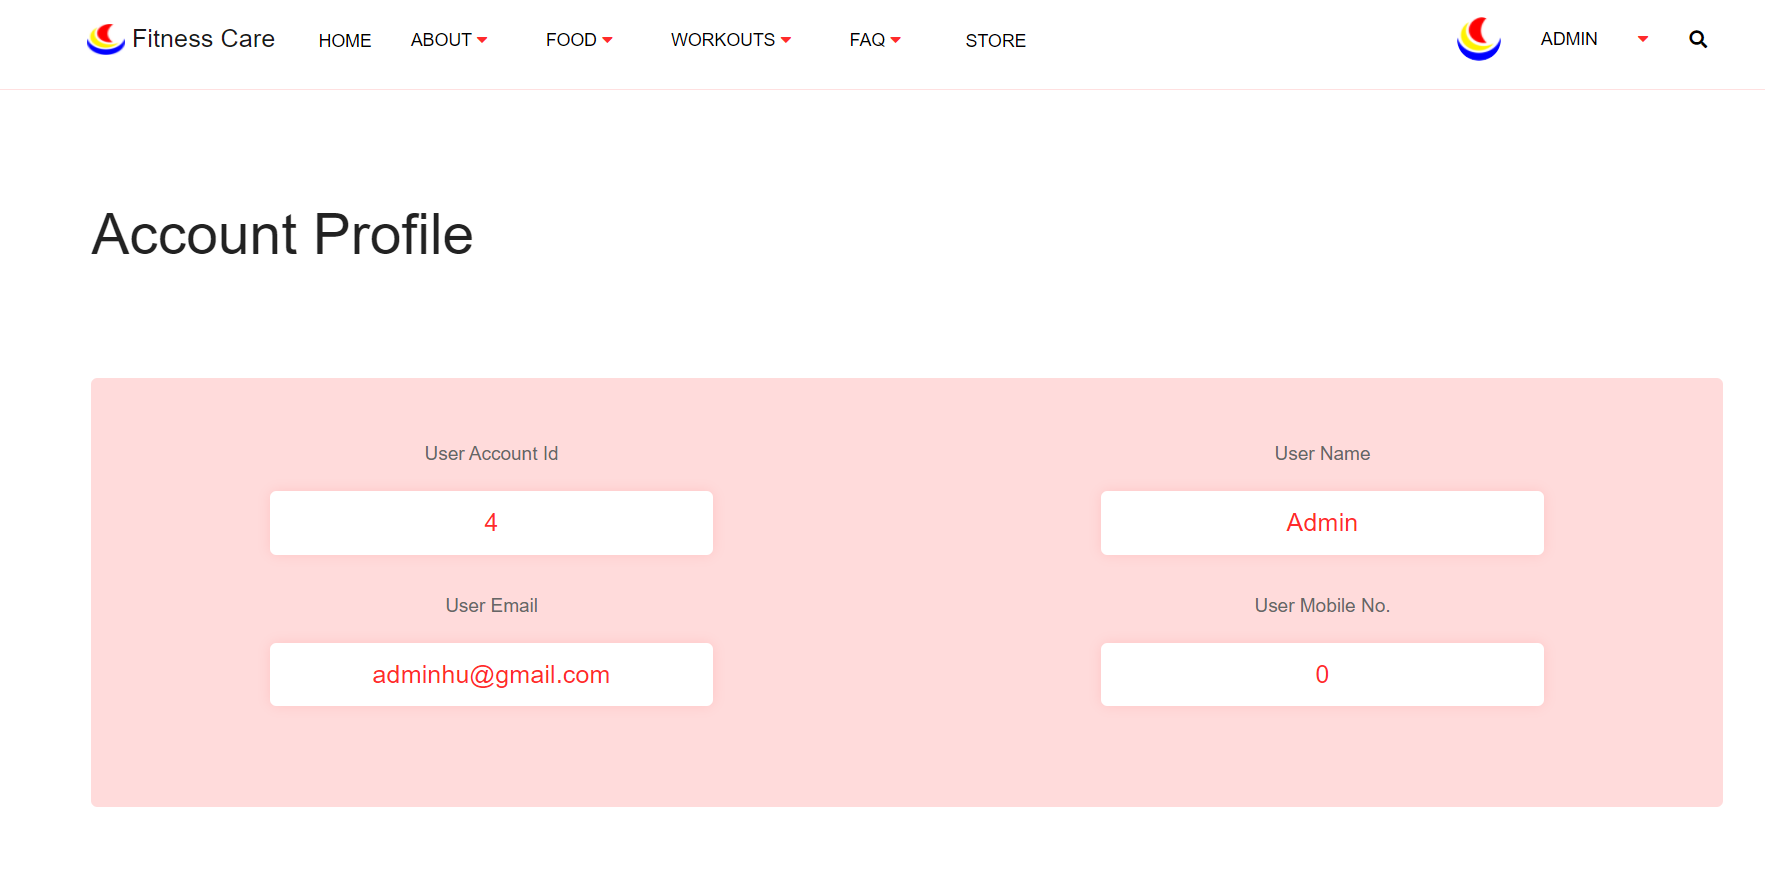 Fitness Care HOME ABOUT FOOD WORKOUTS FAQ STORE ADMIN
Account Profile
User Account Id User Name
4 Admin
User Email User Mobile No.
adminhu@gmail.com 0